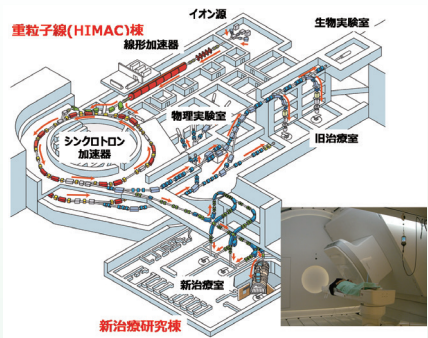 重粒子線(HIMAC)棟
イオン源
線形加速器
生物実験室
物理実験室
シンクロトロン
加速器
旧治療室
新治療室
新治療研究棟